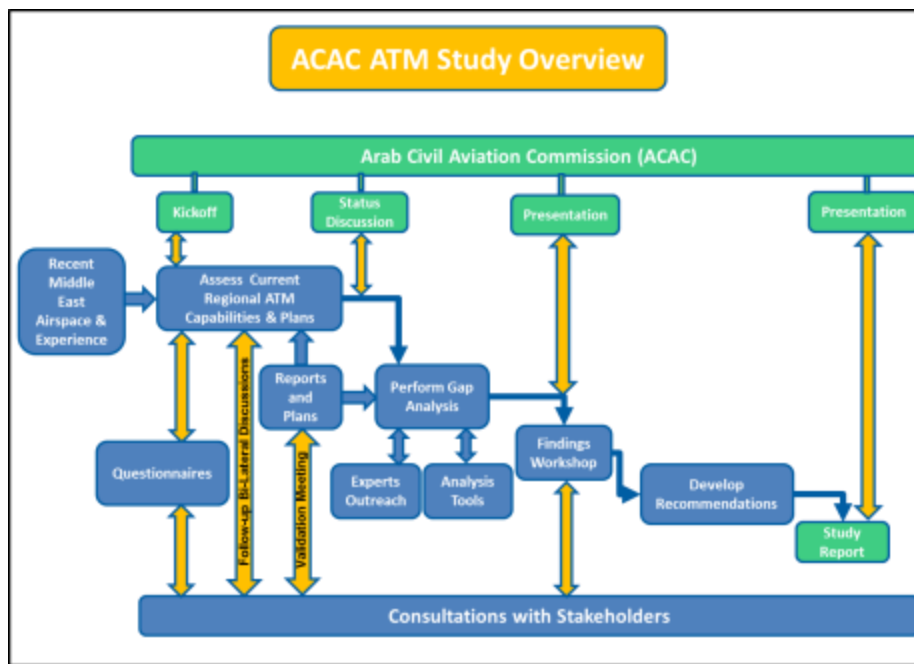 ACAC ATM Study Overview
Arab Civil Aviation Commission (ACAC)
Kickoff
Status
Discussion
Presentation
Presentation
Recent
Middle
East
Airspace &
Experience
Assess Current
Regional ATM
Capabilities & Plans
Reports
and
Plans
Perform Gap
Analysis
Questionnaires
Follow-up Bi-Lateral Discussions
Validation Meeting
Experts
Outreach
Analysis
Tools
Findings
Workshop
Develop
Recommendations
Study
Report
Consultations with Stakeholders